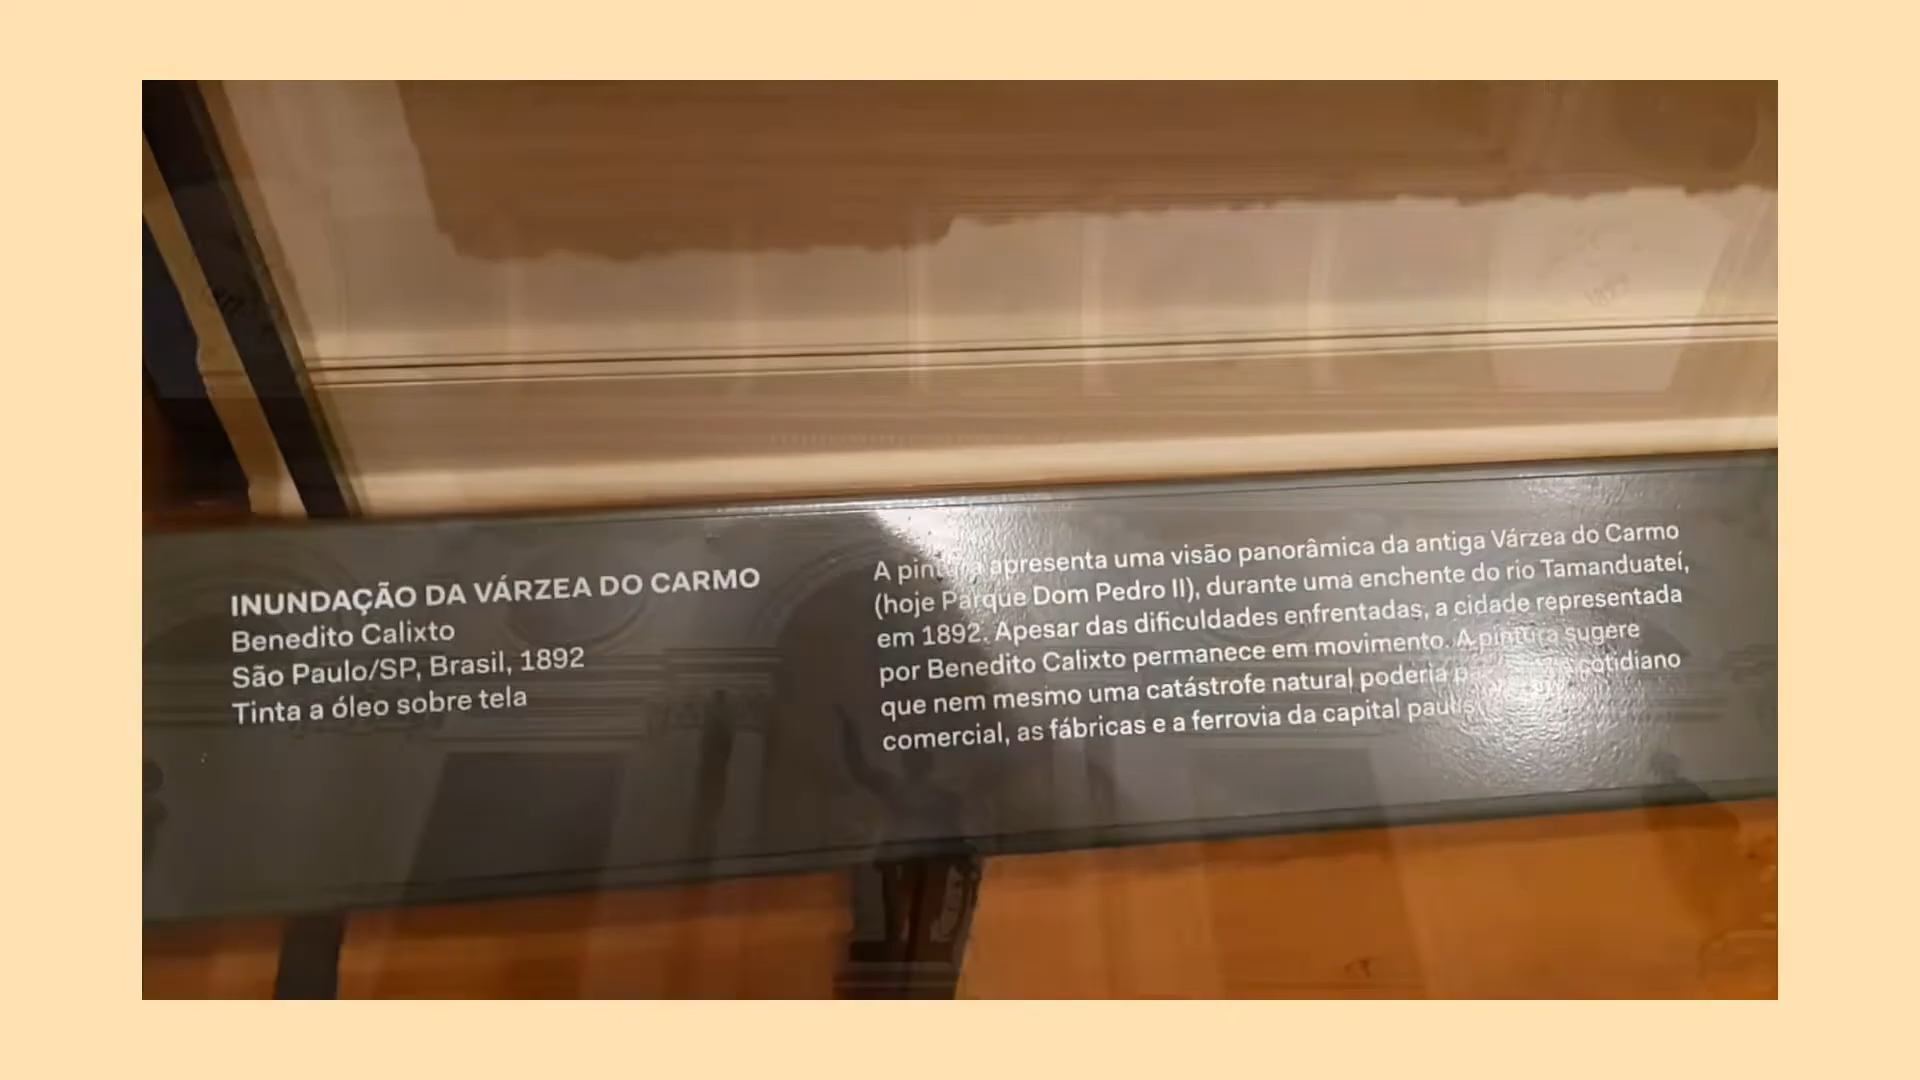 INUNDAÇÃO DA VÁRZEA DO CARMO
Benedito Calixto
São Paulo/SP, Brasil, 1892
Tinta a óleo sobre tela
A apresenta uma visão panorâmica da antiga Várzea do Carmo
(hoje Parque Dom Pedro II), durante uma enchente do rio Tamanduateí,
em 1892. Apesar das dificuldades enfrentadas, a cidade representada
por Benedito Calixto permanece em movimento. A pintura sugere
que nem mesmo uma catástrofe natural poderia cotidiano
comercial, as fábricas e a ferrovia da capital